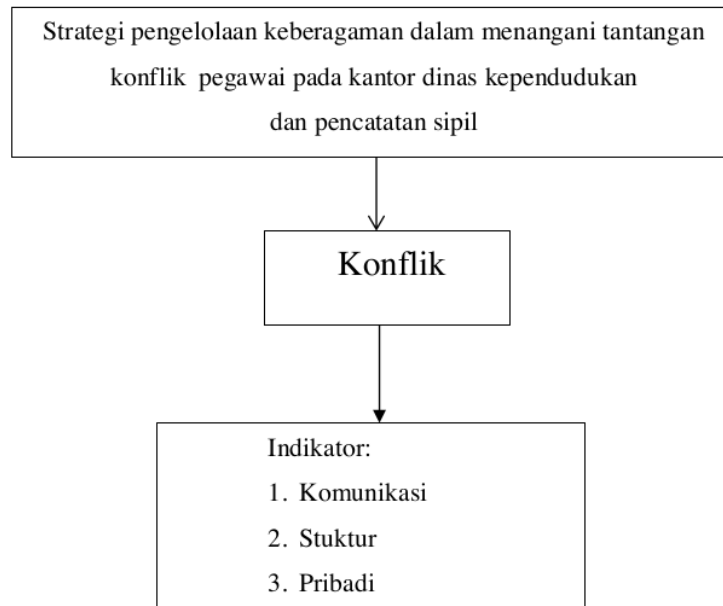 Strategi pengelolaan keberagaman dalam menangani tantangan
konflik pegawai pada kantor dinas kependudukan
dan pencatatan sipil
Konflik
Indikator:
1. Komunikasi
2. Stuktur
3. Pribadi